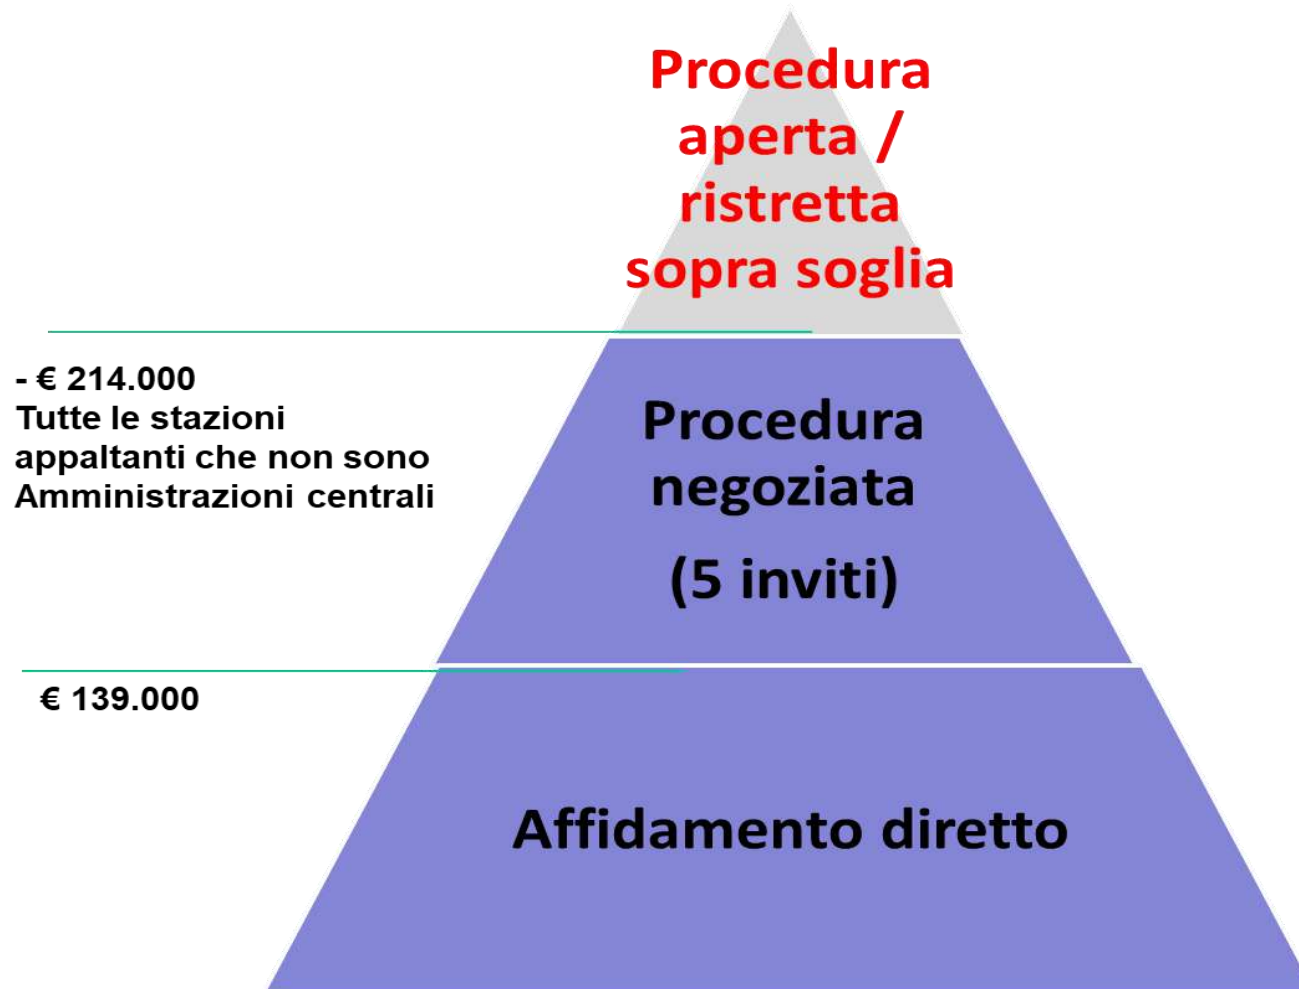 Procedura
aperta /
ristretta
sopra soglia
- € 214.000
Tutte le stazioni
appaltanti che non sono
Amministrazioni centrali
Procedura
negoziata
(5 inviti)
€ 139.000
Affidamento diretto